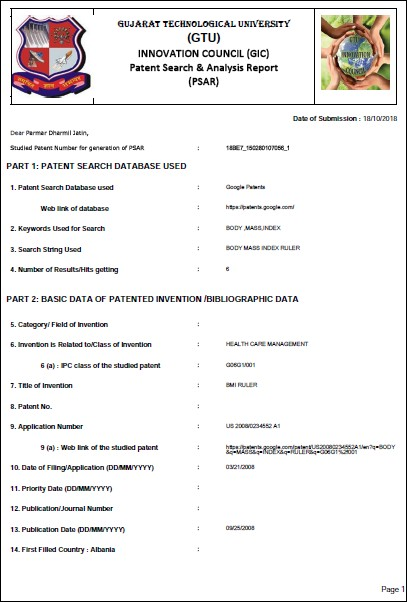 GUJARAT TECHNOLOGICAL UNIVERSITY
(GTU)
INNOVATION COUNCIL (GIC)
Patent Search & Analysis Report
(PSAR)
GTU
INNOVATION
COUNCIL
Date of Submission : 18/10/2018
Dear Parmar Dharmil Jatin,
Studied Patent Number for generation of PSAR : 18BE7_160280107056_1
PART 1: PATENT SEARCH DATABASE USED
1. Patent Search Database used : Google Patents
Web link of database : https://patents.google.com/
2. Keywords Used for Search : BODY ,MASS,INDEX
3. Search String Used : BODY MASS INDEX RULER
4. Number of Results/Hits getting : 6
PART 2: BASIC DATA OF PATENTED INVENTION /BIBLIOGRAPHIC DATA
5. Category/ Field of Invention :
6. Invention is Related to/Class of Invention : HEALTH CARE MANAGEMENT
6 (a) : IPC class of the studied patent : G06G1/001
7. Title of Invention : BMI RULER
8. Patent No. :
9. Application Number : US 2008/0234552 A1
9 (a) : Web link of the studied patent : https://patents.google.com/patent/US20080234552A1/en?q=BODY
&q=MASS&q=INDEX&q=RULER&q=G06G1%2f001
10. Date of Filing/Application (DD/MM/YYYY) : 03/21/2008
11. Priority Date (DD/MM/YYYY) :
12. Publication/Journal Number :
13. Publication Date (DD/MM/YYYY) : 09/25/2008
14. First Filled Country : Albania :
Page 1